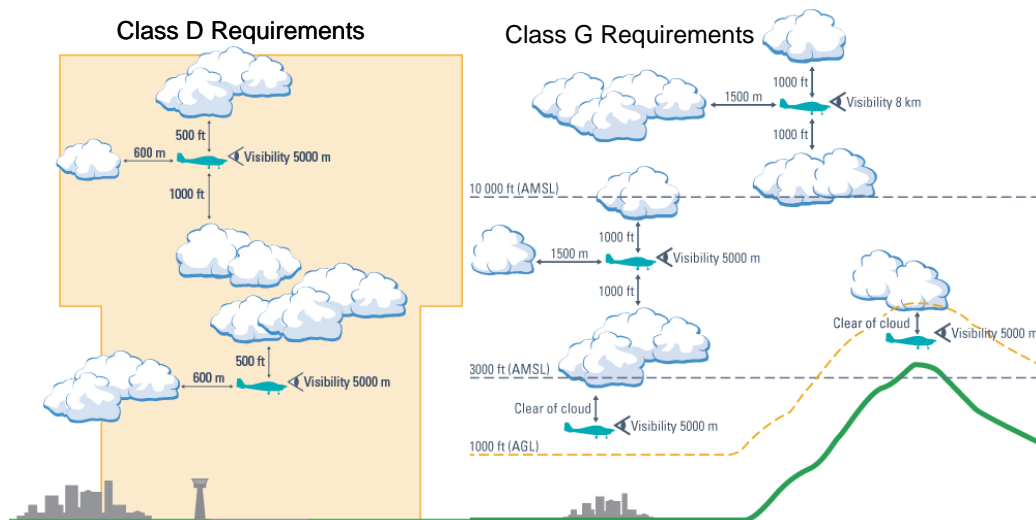 Class D Requirements
500 ft
600 m
Visibility 5000 m
1000 ft
500 ft
600 m
Visibility 5000 m
Class G Requirements
1000 ft
1500 m
Visibility 8 km
1000 ft
10 000 ft (AMSL)
1000 ft
1500 m
Visibility 5000 m
1000 ft
Clear of cloud
Visibility 5000 m
3000 ft (AMSL)
Clear of cloud
Visibility 5000 m
1000 ft (AGL)